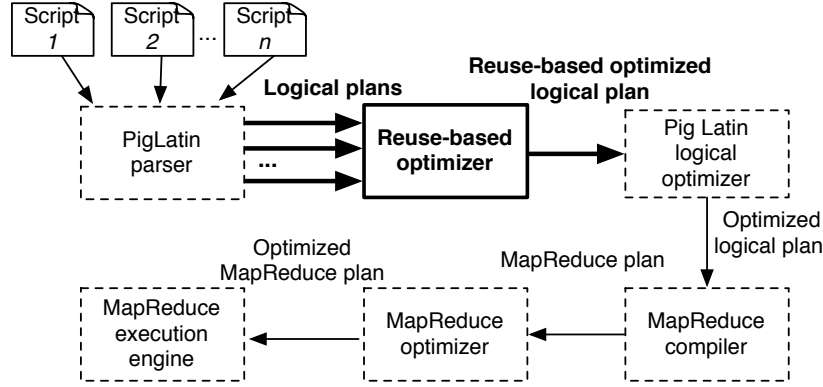 Script
1
Script
2
...
Script
n
PigLatin
parser
Logical plans
...
Reuse-based
optimizer
Reuse-based optimized
logical plan
Pig Latin
logical
optimizer
Optimized
logical plan
MapReduce
compiler
MapReduce plan
MapReduce
optimizer
Optimized
MapReduce plan
MapReduce
execution
engine